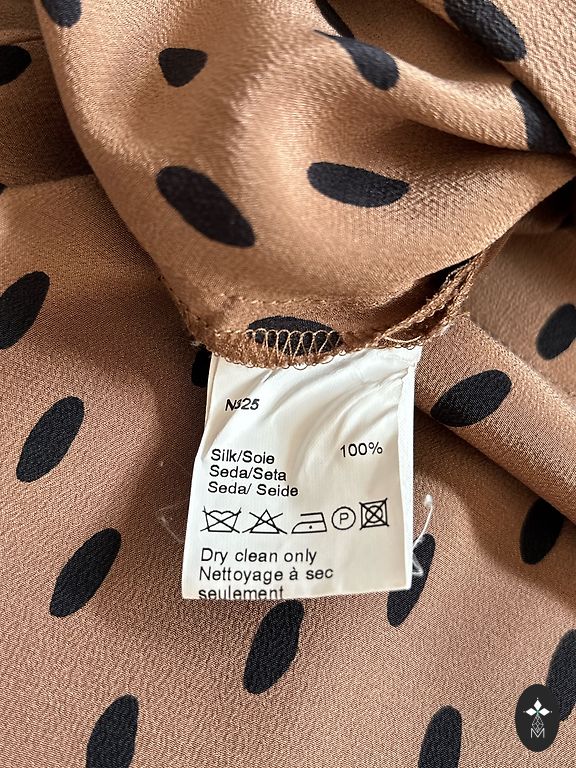 N525
Silk/Soie 100%
Seda/Seta
Seda/ Seide
P
Dry clean only
Nettoyage à sec
seulement
M